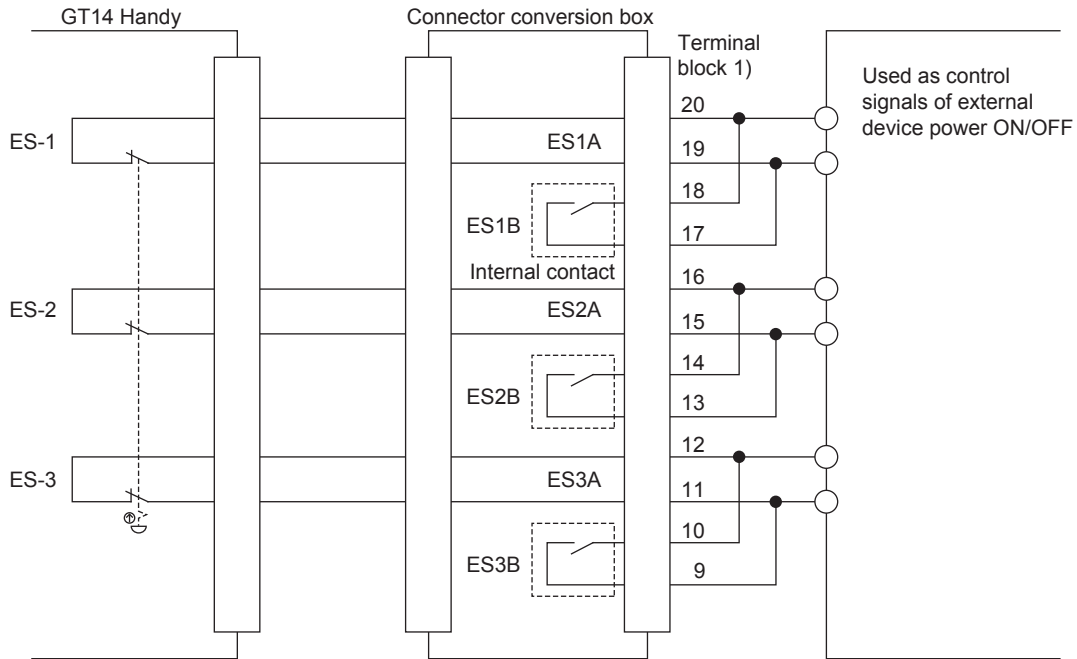 GT14 Handy
Connector conversion box
Terminal
block 1)
Used as control
signals of external
device power ON/OFF
20
ES-1
ES1A
19
18
ES1B
17
Internal contact
16
ES-2
ES2A
15
14
ES2B
13
12
ES-3
ES3A
11
10
ES3B
9